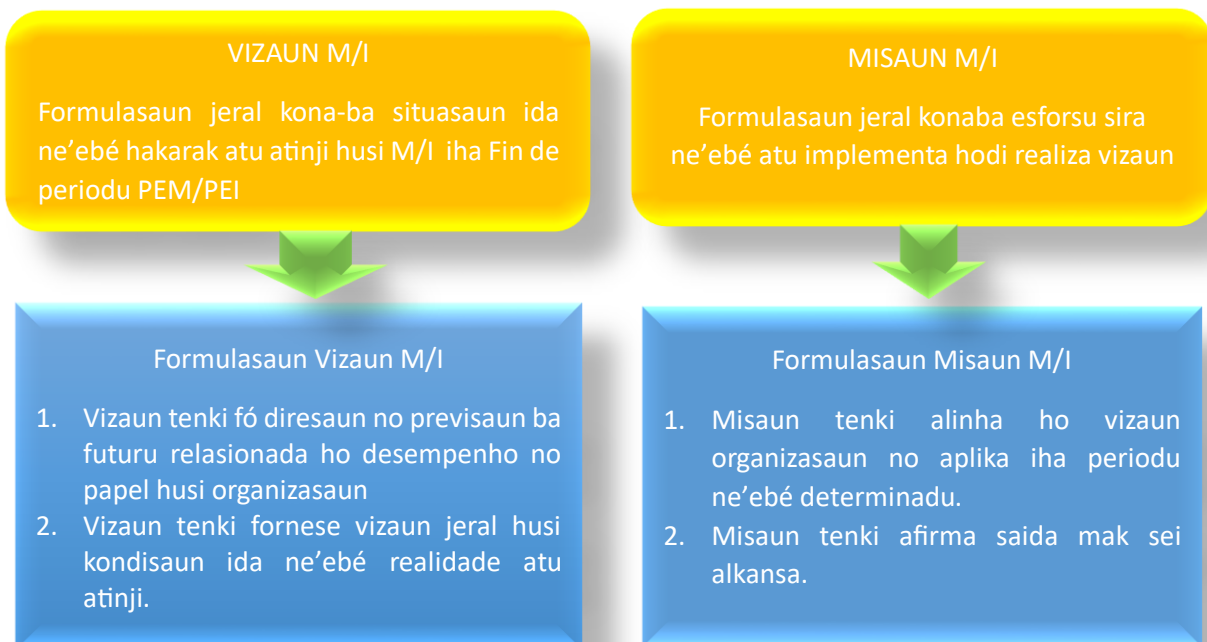 VIZAUN M/I
Formulasaun jeral kona-ba situasaun ida
ne'ebé hakarak atu atinji husi M/I iha Fin de
periodu PEM/PEI
Formulasaun Vizaun M/I
1. Vizaun tenki fó diresaun no previsaun ba
futuru relasionada ho desempenho no
papel husi organizasaun
2. Vizaun tenki fornese vizaun jeral husi
kondisaun ida ne'ebé realidade atu
atinji.
MISAUN M/I
Formulasaun jeral konaba esforsu sira
ne'ebé atu implementa hodi realiza vizaun
Formulasaun Misaun M/I
1. Misaun tenki alinha ho vizaun
organizasaun no aplika iha periodu
ne'ebé determinadu.
2. Misaun tenki afirma saida mak sei
alkansa.